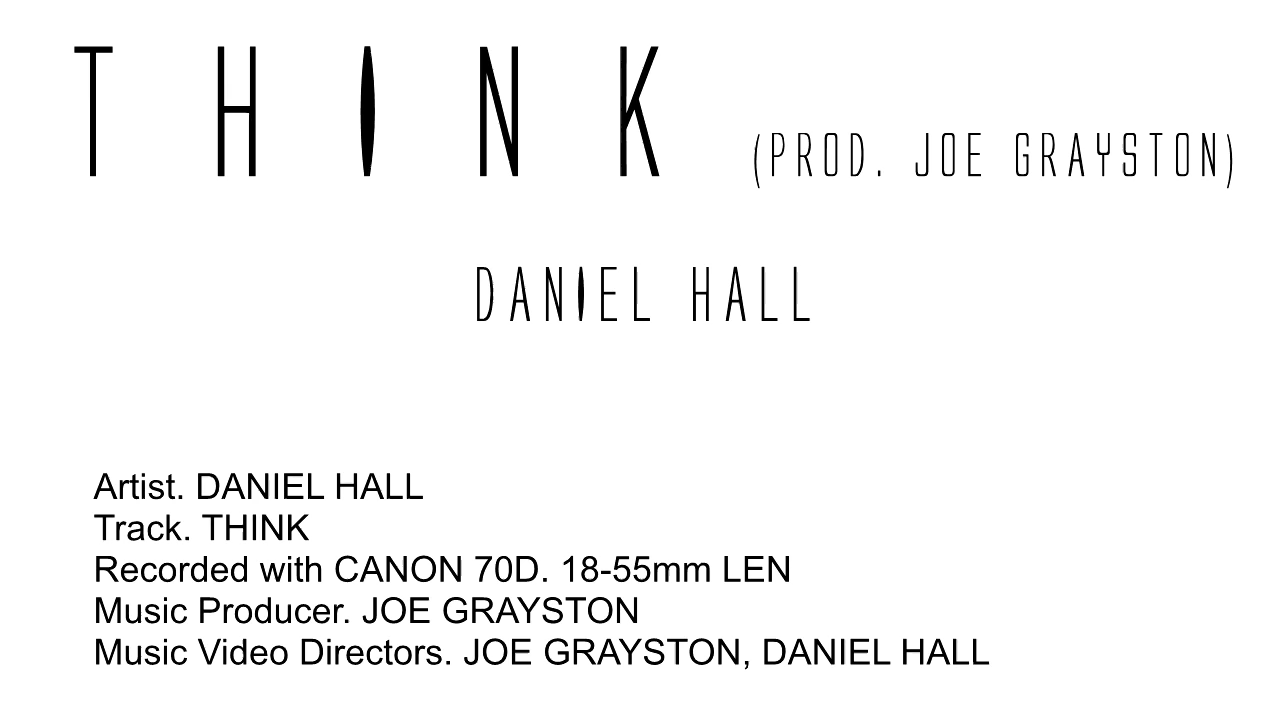 THINK (PROD. JOE GRAYSTON)
DANIEL HALL
Artist. DANIEL HALL
Track. THINK
Recorded with CANON 70D. 18-55mm LEN
Music Producer. JOE GRAYSTON
Music Video Directors. JOE GRAYSTON, DANIEL HALL